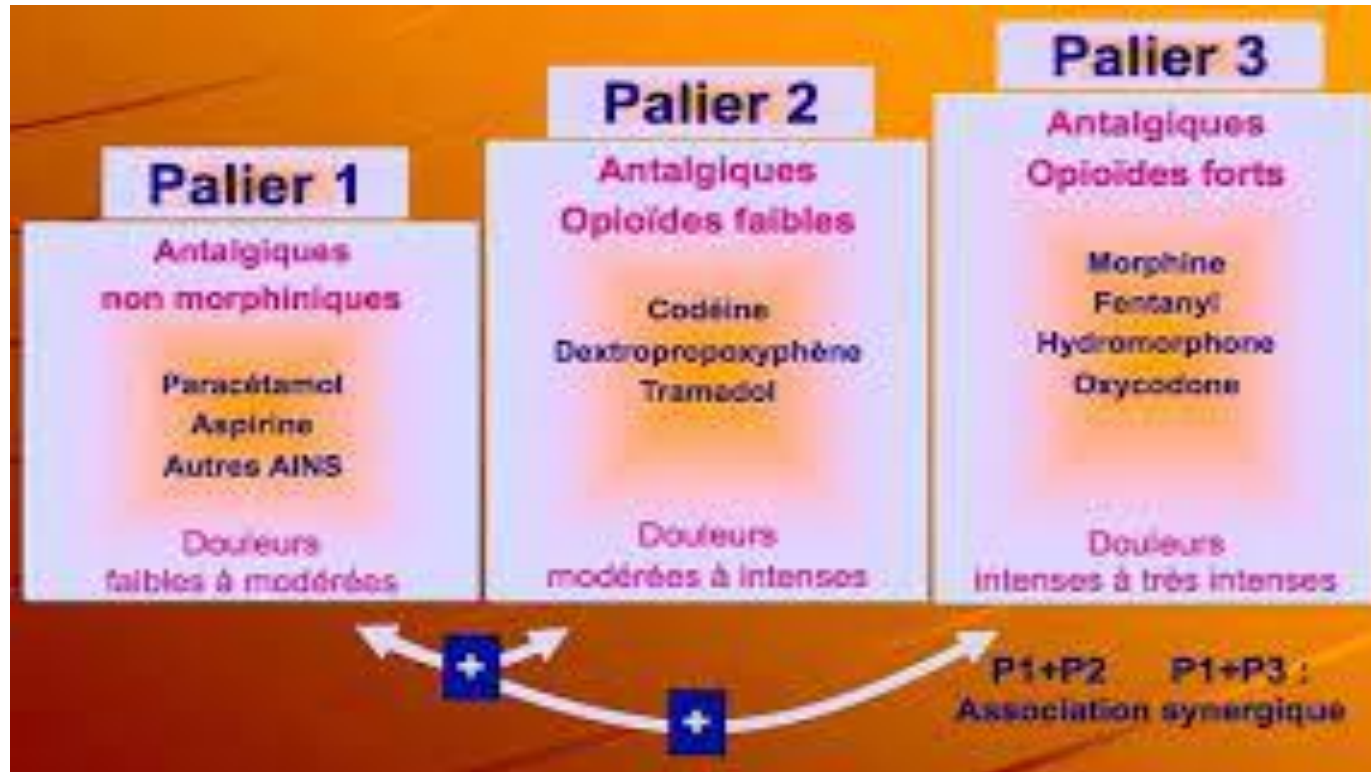 Palier 1
Antalgiques
non morphiniques
Paracétamol
Aspirine
Autres AINS
Douleurs
faibles à modérées
Palier 2
Antalgiques
Opioïdes faibles
Codéine
Dextropropoxyphène
Tramadol
Douleurs
modérées à intenses
Palier 3
Antalgiques
Opioïdes forts
Morphine
Fentanyl
Hydromorphone
Oxycodone
Douleurs
intenses à très intenses
+
+
P1+P2 P1+P3 :
Association synergique